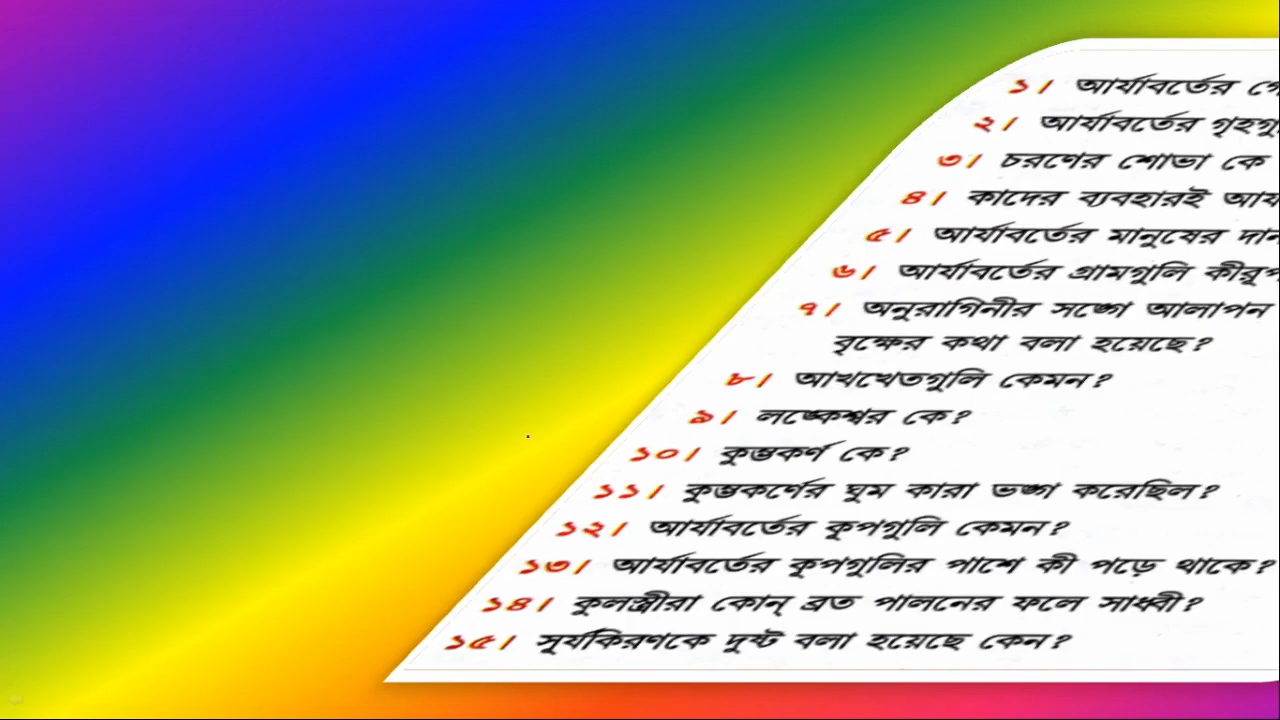 ১। আর্যাবর্তের
২। আর্যাবর্তের
৩। চরণের শোভা কে
৪। কাদের ব্যবহারই
৫। আর্যাবর্তের মানুষের
৬। আর্যাবর্তের গ্রামগুলি
৭। অনুরাগিনীর সঙ্গে আলাপন
বৃক্ষের কথা বলা হয়েছে?
৮। আখখেতগুলি কেমন?
৯। লঙ্কেশ্বর কে?
১০। কুম্ভকর্ণ কে?
১১। কুম্ভকর্ণের ঘুম কারা ভঙ্গ করেছিল?
১২। আর্যাবর্তের কূপগুলি কেমন?
১৩। আর্যাবর্তের কূপগুলির পাশে কী পড়ে থাকে?
১৪। কুলস্ত্রীরা কোন্ ব্রত পালনের ফলে সাধ্বী?
১৫। সূর্যকিরণকে দুষ্ট বলা হয়েছে কেন?